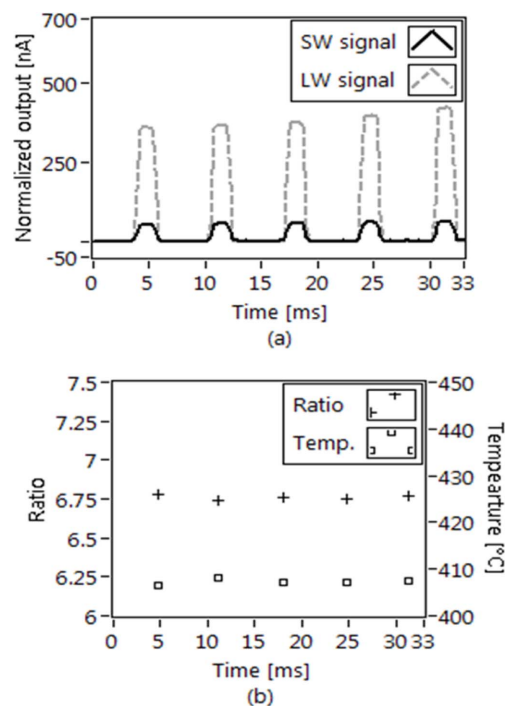 700
500
250
-50
Normalized output [nA]
SW signal
LW signal
0 5 10 15 20 25 30 33
Time [ms]
(a)
7.5
7.25
7
6.75
6.5
6.25
6
Ratio
Ratio
Temp.
450
440
430
420
410
400
Tempearture [°C]
0 5 10 15 20 25 30 33
Time [ms]
(b)